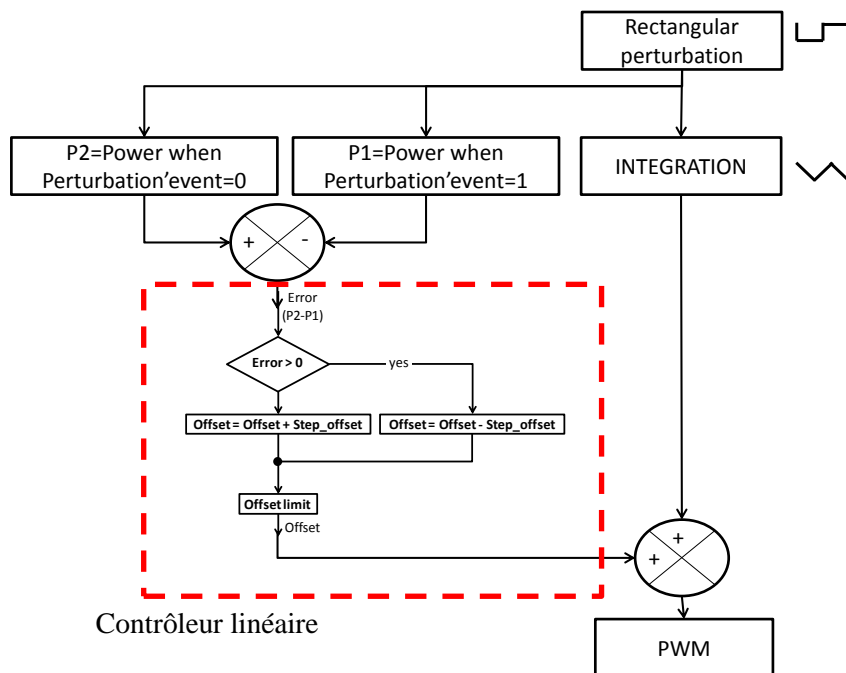 Rectangular
perturbation
P2=Power when
Perturbation’event=0
P1=Power when
Perturbation’event=1
INTEGRATION
+
-
Error
(P2-P1)
Error > 0
yes
Offset = Offset + Step_offset
Offset= Offset - Step_offset
Offset limit
Offset
+
+
Contrôleur linéaire
PWM